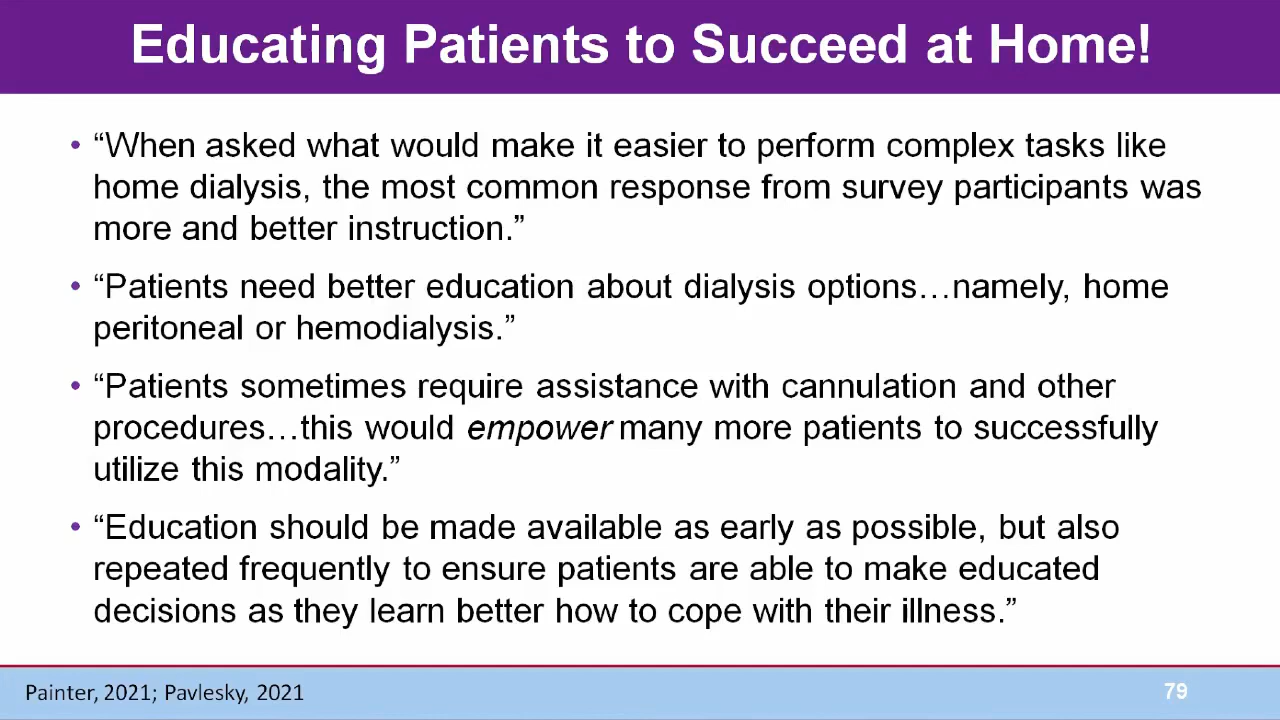 Educating Patients to Succeed at Home!
• “When asked what would make it easier to perform complex tasks like
home dialysis, the most common response from survey participants was
more and better instruction.”
• “Patients need better education about dialysis options…namely, home
peritoneal or hemodialysis.”
• “Patients sometimes require assistance with cannulation and other
procedures…this would empower many more patients to successfully
utilize this modality.”
• “Education should be made available as early as possible, but also
repeated frequently to ensure patients are able to make educated
decisions as they learn better how to cope with their illness.”
Painter, 2021; Pavlesky, 2021
79